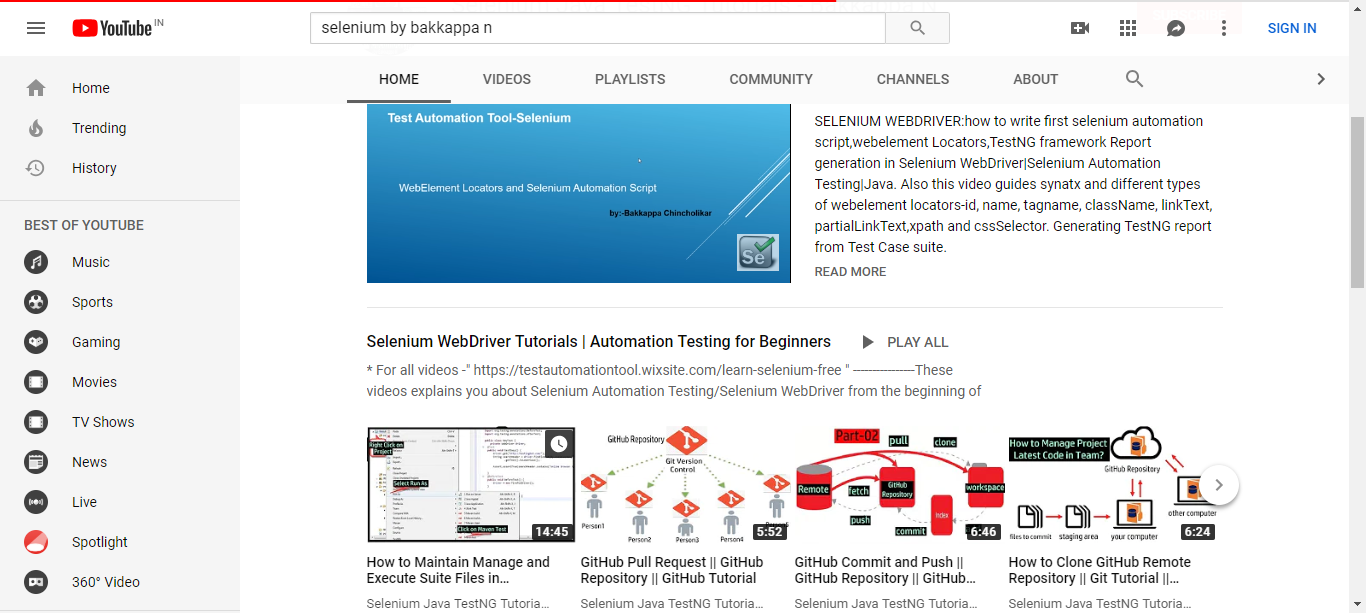 YouTube IN
selenium by bakkappa n
SIGN IN
HOME VIDEOS PLAYLISTS COMMUNITY CHANNELS ABOUT
Home
Trending
History
BEST OF YOUTUBE
Music
Sports
Gaming
Movies
TV Shows
News
Live
Spotlight
360° Video
Test Automation Tool-Selenium
WebElement Locators and Selenium Automation Script
by:-Bakkappa Chincholikar
Se
SELENIUM WEBDRIVER:how to write first selenium automation
script,webelement Locators,TestNG framework Report
generation in Selenium WebDriver|Selenium Automation
Testing|Java. Also this video guides synatx and different types
of webelement locators-id, name, tagname, className, linkText,
partialLinkText,xpath and cssSelector. Generating TestNG report
from Test Case suite.
READ MORE
Selenium WebDriver Tutorials | Automation Testing for Beginners PLAY ALL
* For all videos -" https://testautomationtool.wixsite.com/learn-selenium-free " ----------------These
videos explains you about Selenium Automation Testing/Selenium WebDriver from the beginning of
Right Click on
Project
Select Run As
Click on Maven Test
14:45
GitHub Repository
Git Version
Control
Person1
Person2
Person3
Person4
5:52
Part-02
pull
clone
Remote
fetch
GitHub
Repository
workspace
push
Index
commit
6:46
How to Manage Project
Latest Code in Team?
GitHub Repository
other computer
files to commit
staging area
your computer
6:24
How to Maintain Manage and
Execute Suite Files in...
Selenium Java TestNG Tutoria...
GitHub Pull Request || GitHub
Repository || GitHub Tutorial
Selenium Java TestNG Tutoria...
GitHub Commit and Push ||
GitHub Repository || GitHub...
Selenium Java TestNG Tutoria...
How to Clone GitHub Remote
Repository || Git Tutorial ||...
Selenium Java TestNG Tutoria...